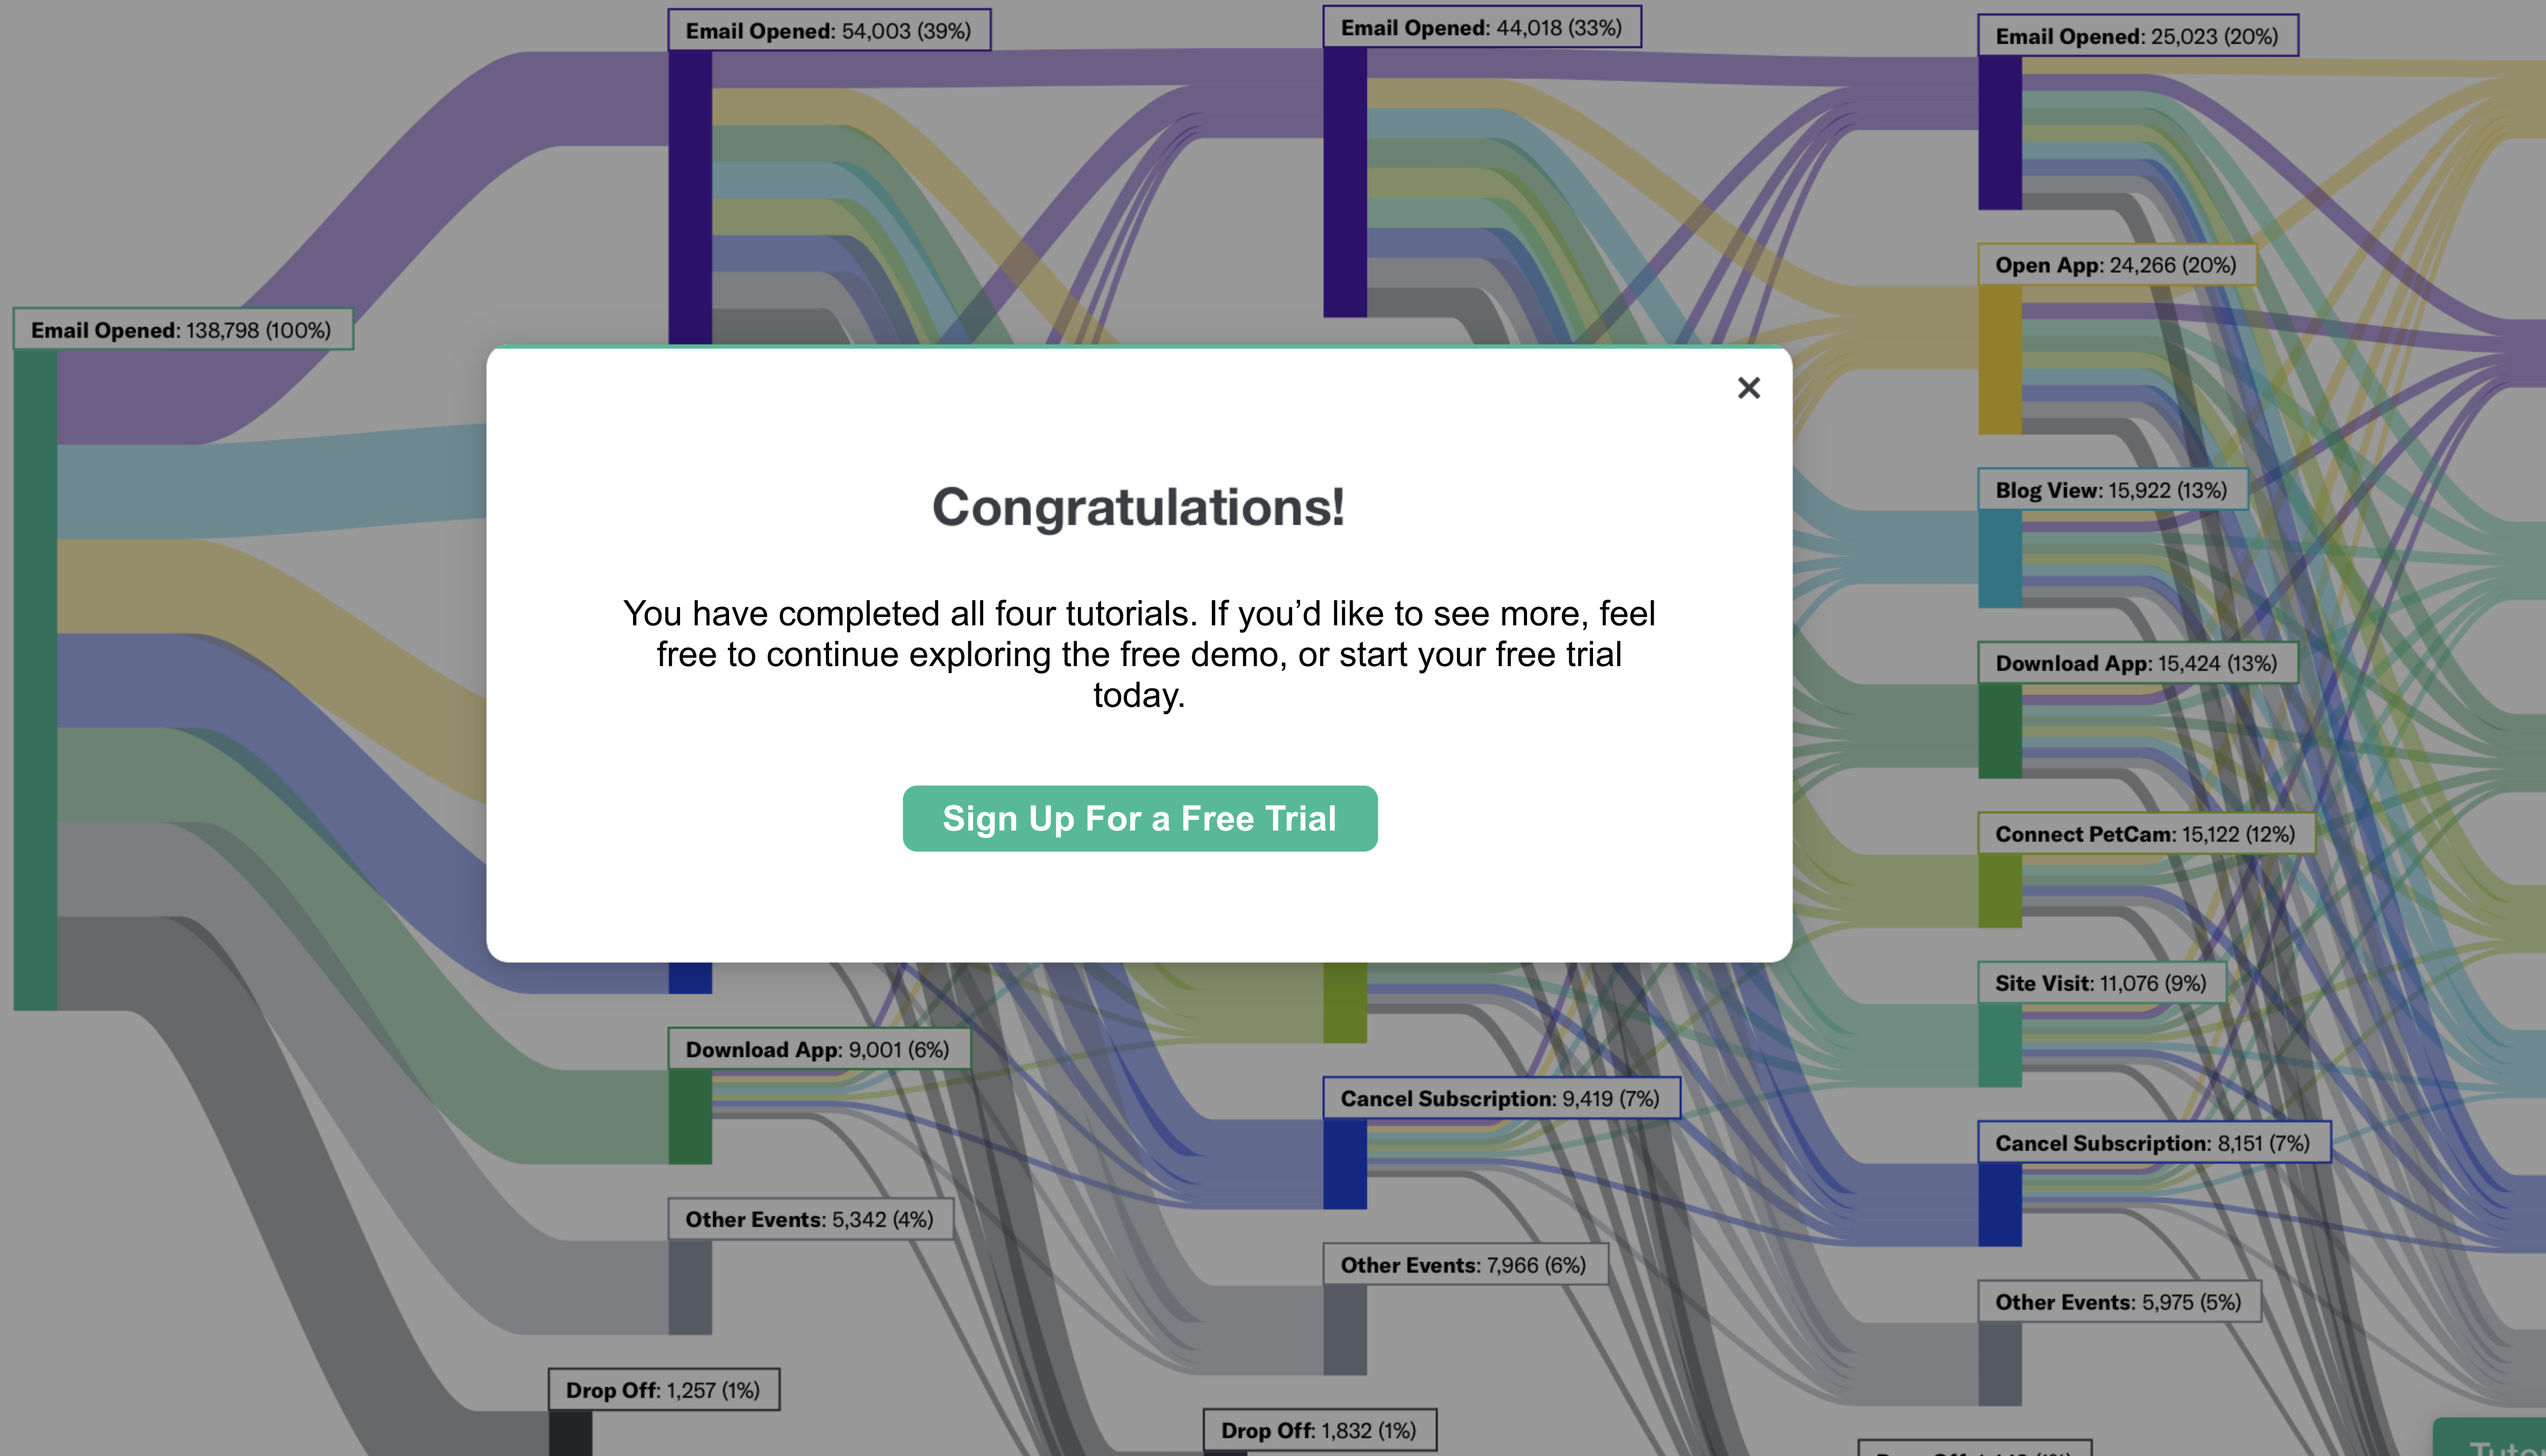 Email Opened: 54,003 (39%)
Email Opened: 44,018 (33%)
Email Opened: 25,023 (20%)
Open App: 24,266 (20%)
Email Opened: 138,798 (100%)
Congratulations!
You have completed all four tutorials. If you’d like to see more, feel
free to continue exploring the free demo, or start your free trial
today.
Sign Up For a Free Trial
Blog View: 15,922 (13%)
Download App: 15,424 (13%)
Connect PetCam: 15,122 (12%)
Site Visit: 11,076 (9%)
Download App: 9,001 (6%)
Cancel Subscription: 9,419 (7%)
Cancel Subscription: 8,151 (7%)
Other Events: 5,342 (4%)
Other Events: 7,966 (6%)
Other Events: 5,975 (5%)
Drop Off: 1,257 (1%)
Drop Off: 1,832 (1%)